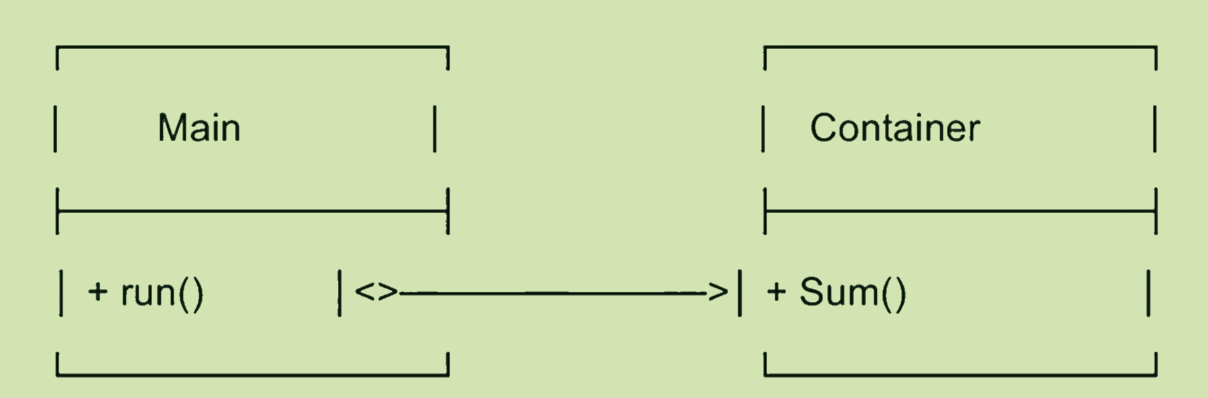 Main Container
+ run() <>————> + Sum()